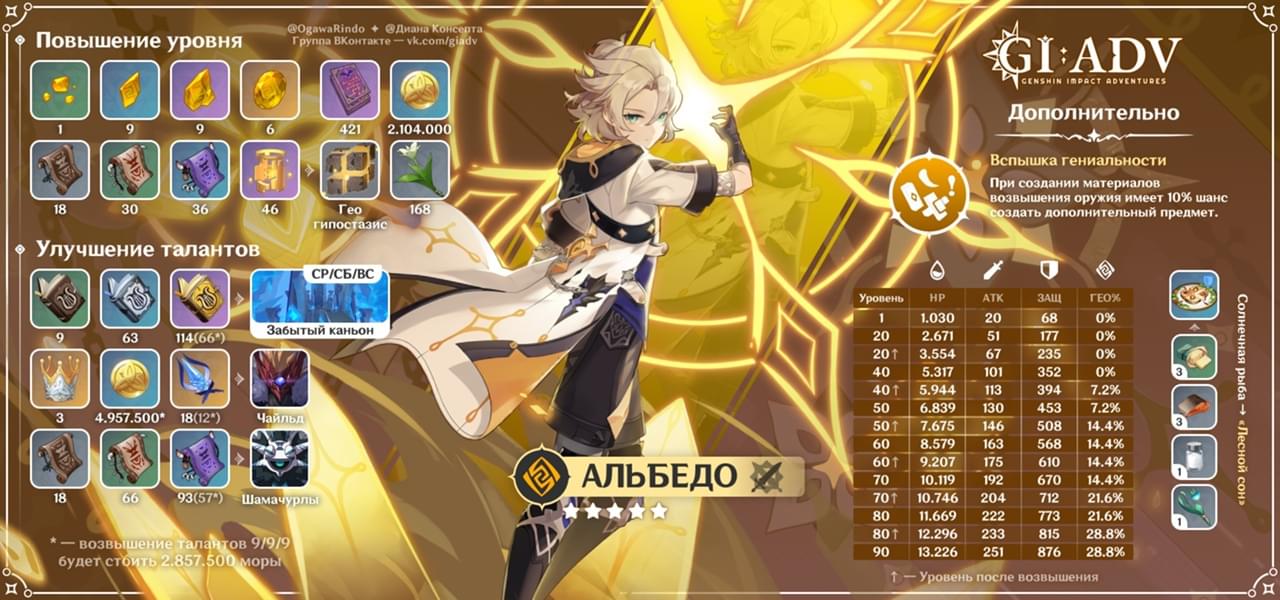 Повышение уровня
@OgawaRindo ✦ @Диана Консепта
Группа ВКонтакте — vk.com/giadv
1 9 9 6 421 2.104.000
18 30 36 46 Гео гипостазис 168
Улучшение талантов
СР/СБ/ВС
Забытый каньон
9 63 114(66*)
3 4.957.500* 18(12*) Чайльд
18 66 93(57*) Шамачурлы
* — возвышение талантов 9/9/9
будет стоить 2.857.500 моры
АЛЬБЕДО
GI:ADV
GENSHIN IMPACT ADVENTURES
Дополнительно
Вспышка гениальности
При создании материалов
возвышения оружия имеет 10% шанс
создать дополнительный предмет.
Уровень HP АТК ЗАЩ ГЕО%
1 1.030 20 68 0%
20 2.671 51 177 0%
20↑ 3.554 67 235 0%
40 5.317 101 352 0%
40↑ 5.944 113 394 7.2%
50 6.839 130 453 7.2%
50↑ 7.675 146 508 14.4%
60 8.579 163 568 14.4%
60↑ 9.207 175 610 14.4%
70 10.119 192 670 14.4%
70↑ 10.746 204 712 21.6%
80 11.669 222 773 21.6%
80↑ 12.296 233 815 28.8%
90 13.226 251 876 28.8%
↑ — Уровень после возвышения
3
3
1
1
Солнечная рыба → «Лесной сон»